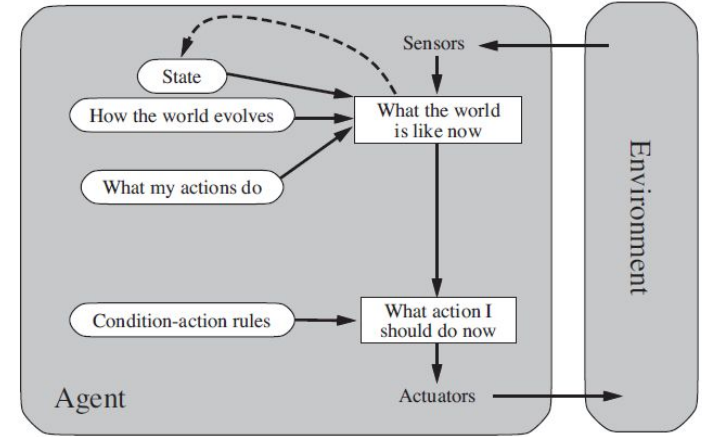 Sensors
State
How the world evolves
What the world
is like now
What my actions do
Condition-action rules
What action I
should do now
Agent
Actuators
Environment